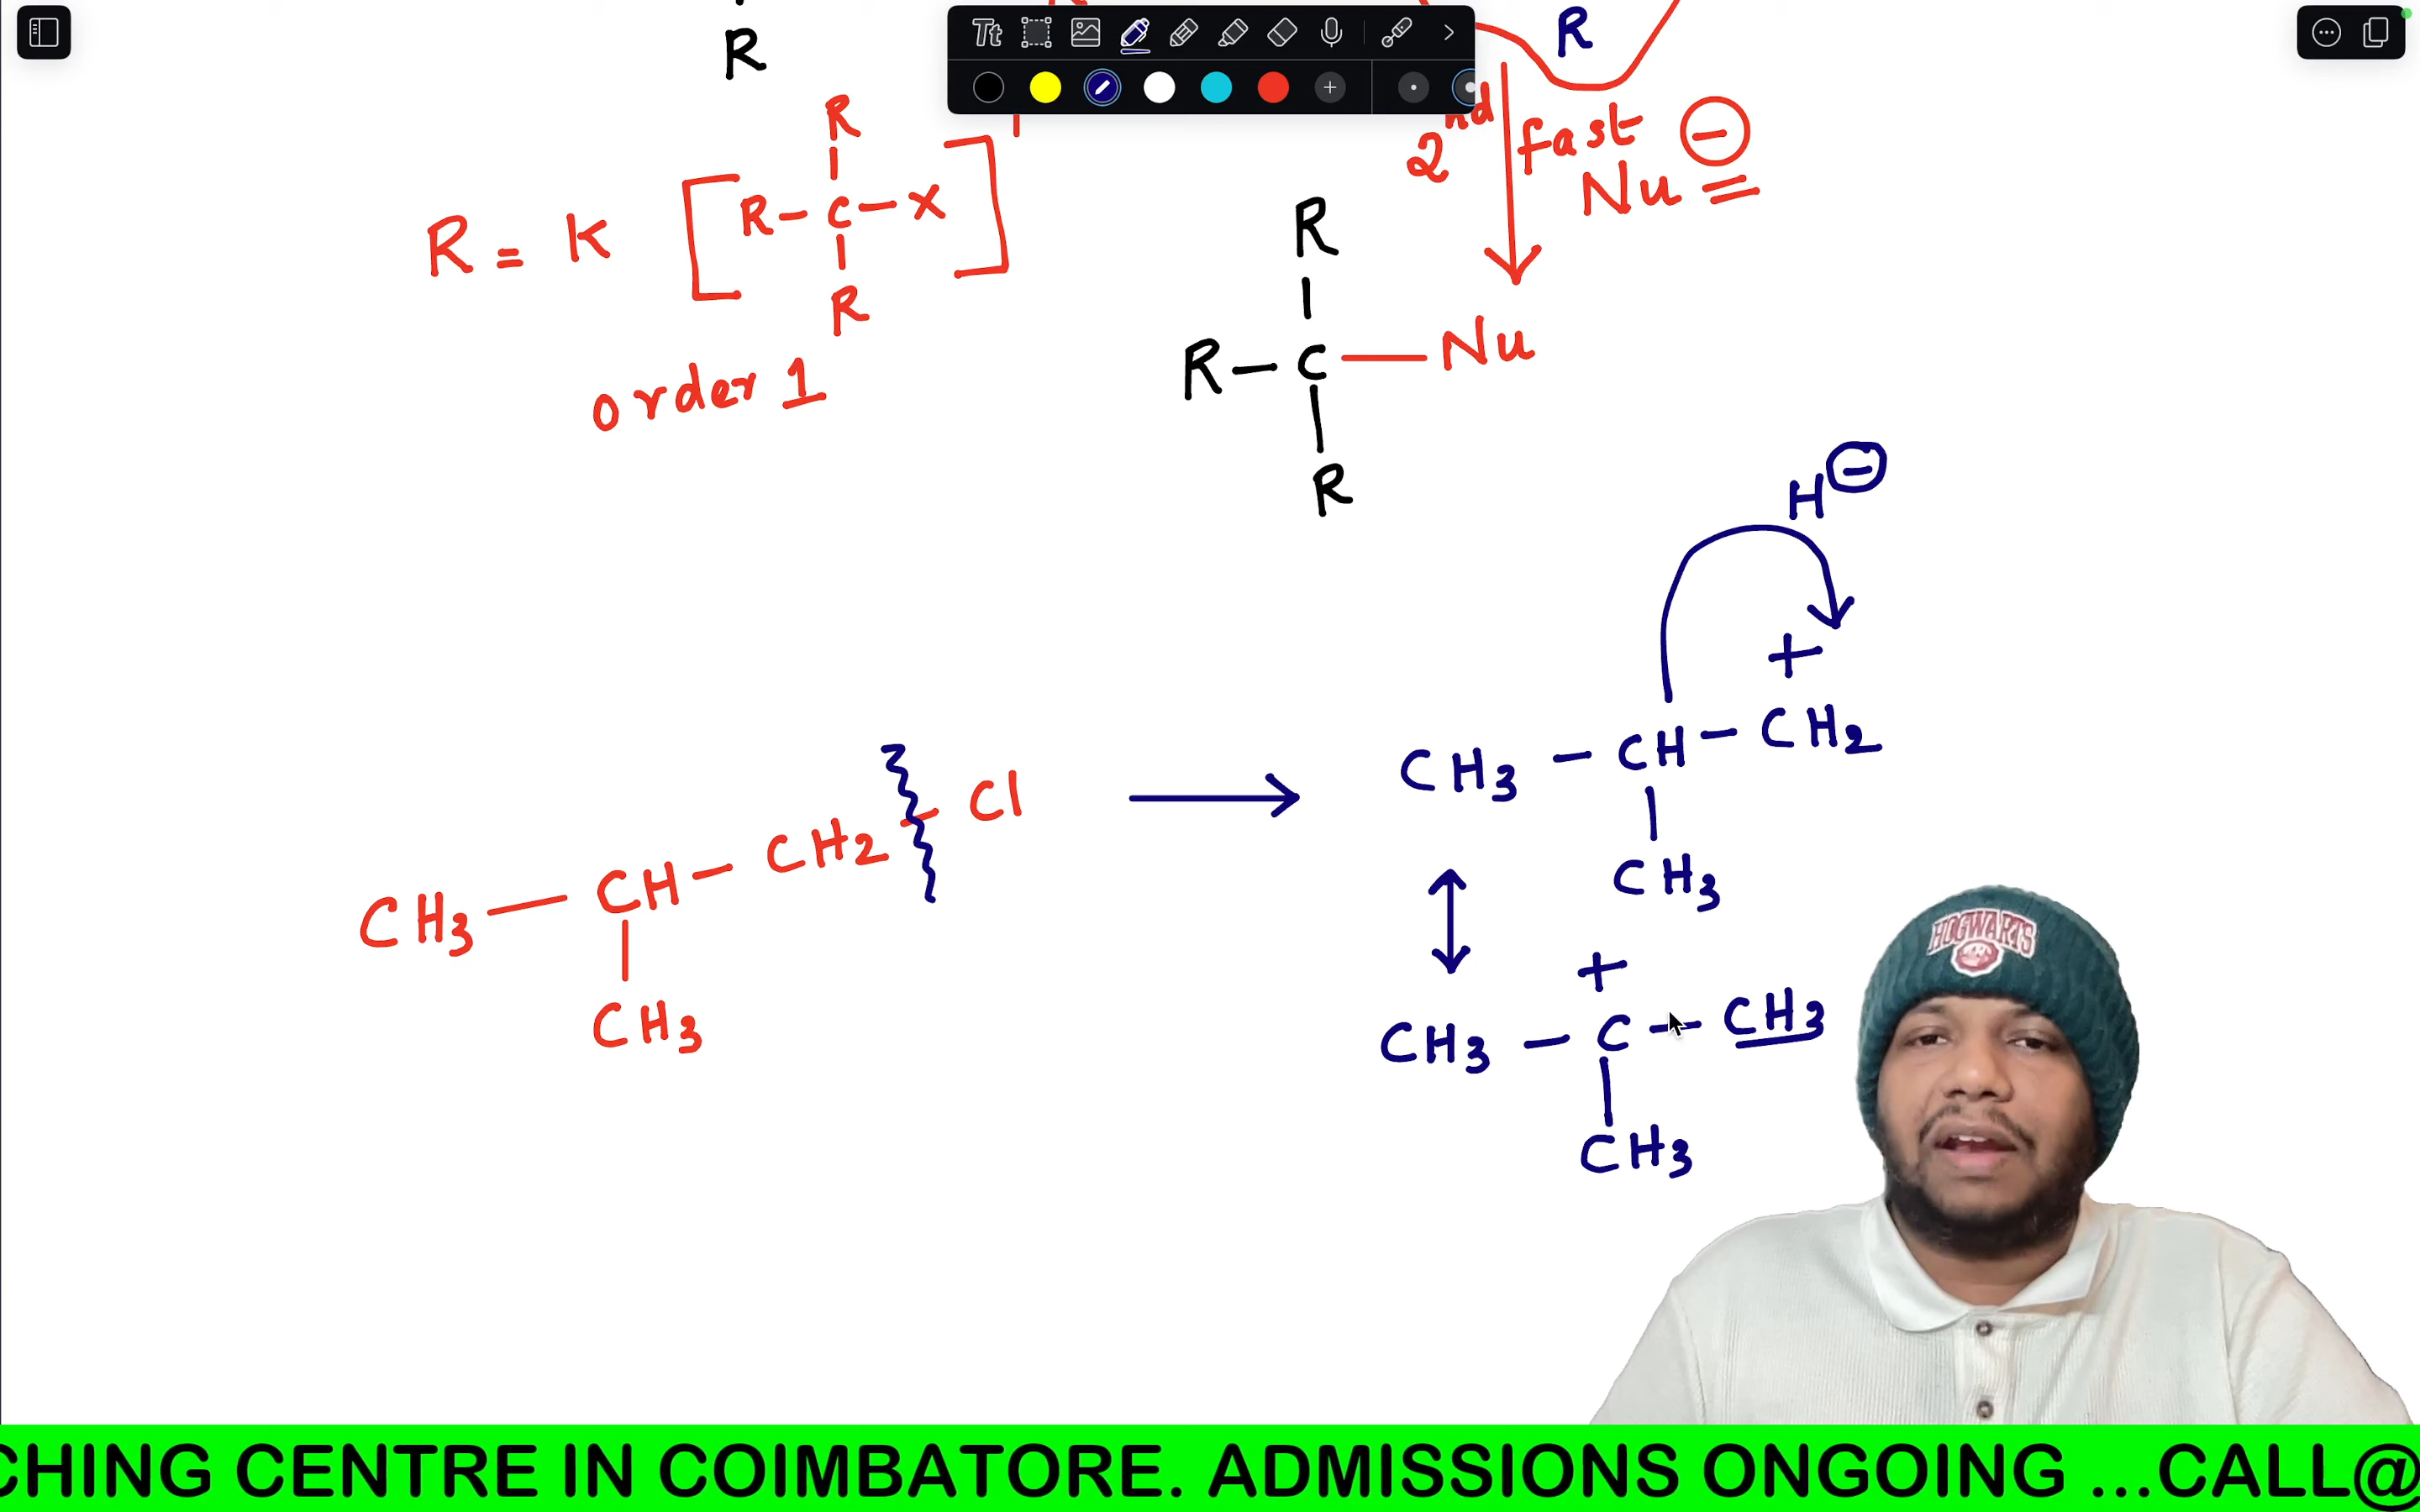 Tt
R
R
2nd fast ⊖
Nu
R
R = K [ R - C - X ]
R
order 1
R
R - C — Nu
R
H ⊖
+
CH3 - CH - CH2
CH3
CH3 — CH - CH2 - Cl
CH3
+
CH3 - C - CH3
CH3
HOGWARTS
CHING CENTRE IN COIMBATORE. ADMISSIONS ONGOING ...CALL@